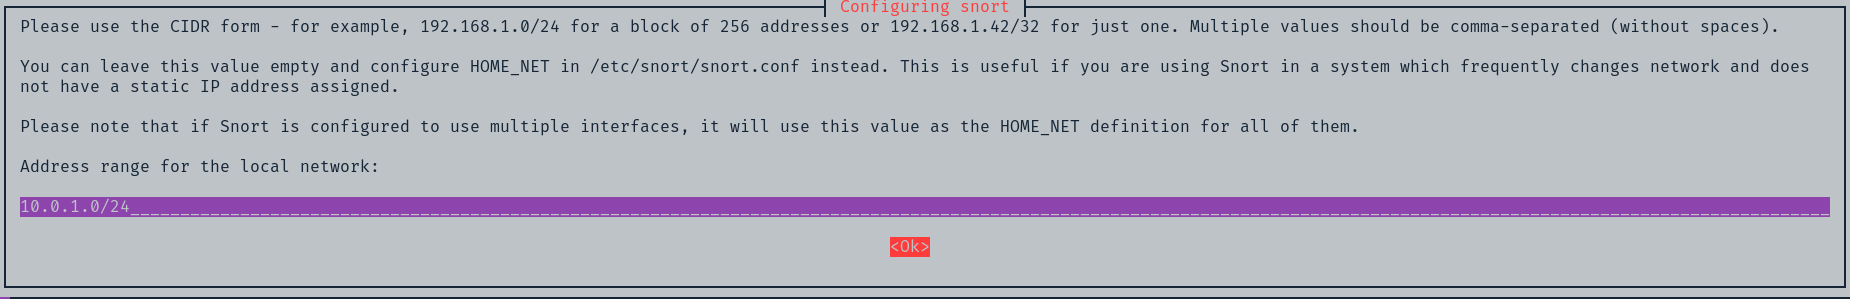 Configuring snort
Please use the CIDR form - for example, 192.168.1.0/24 for a block of 256 addresses or 192.168.1.42/32 for just one. Multiple values should be comma-separated (without spaces).
You can leave this value empty and configure HOME_NET in /etc/snort/snort.conf instead. This is useful if you are using Snort in a system which frequently changes network and does
not have a static IP address assigned.
Please note that if Snort is configured to use multiple interfaces, it will use this value as the HOME_NET definition for all of them.
Address range for the local network:
10.0.1.0/24
<Ok>